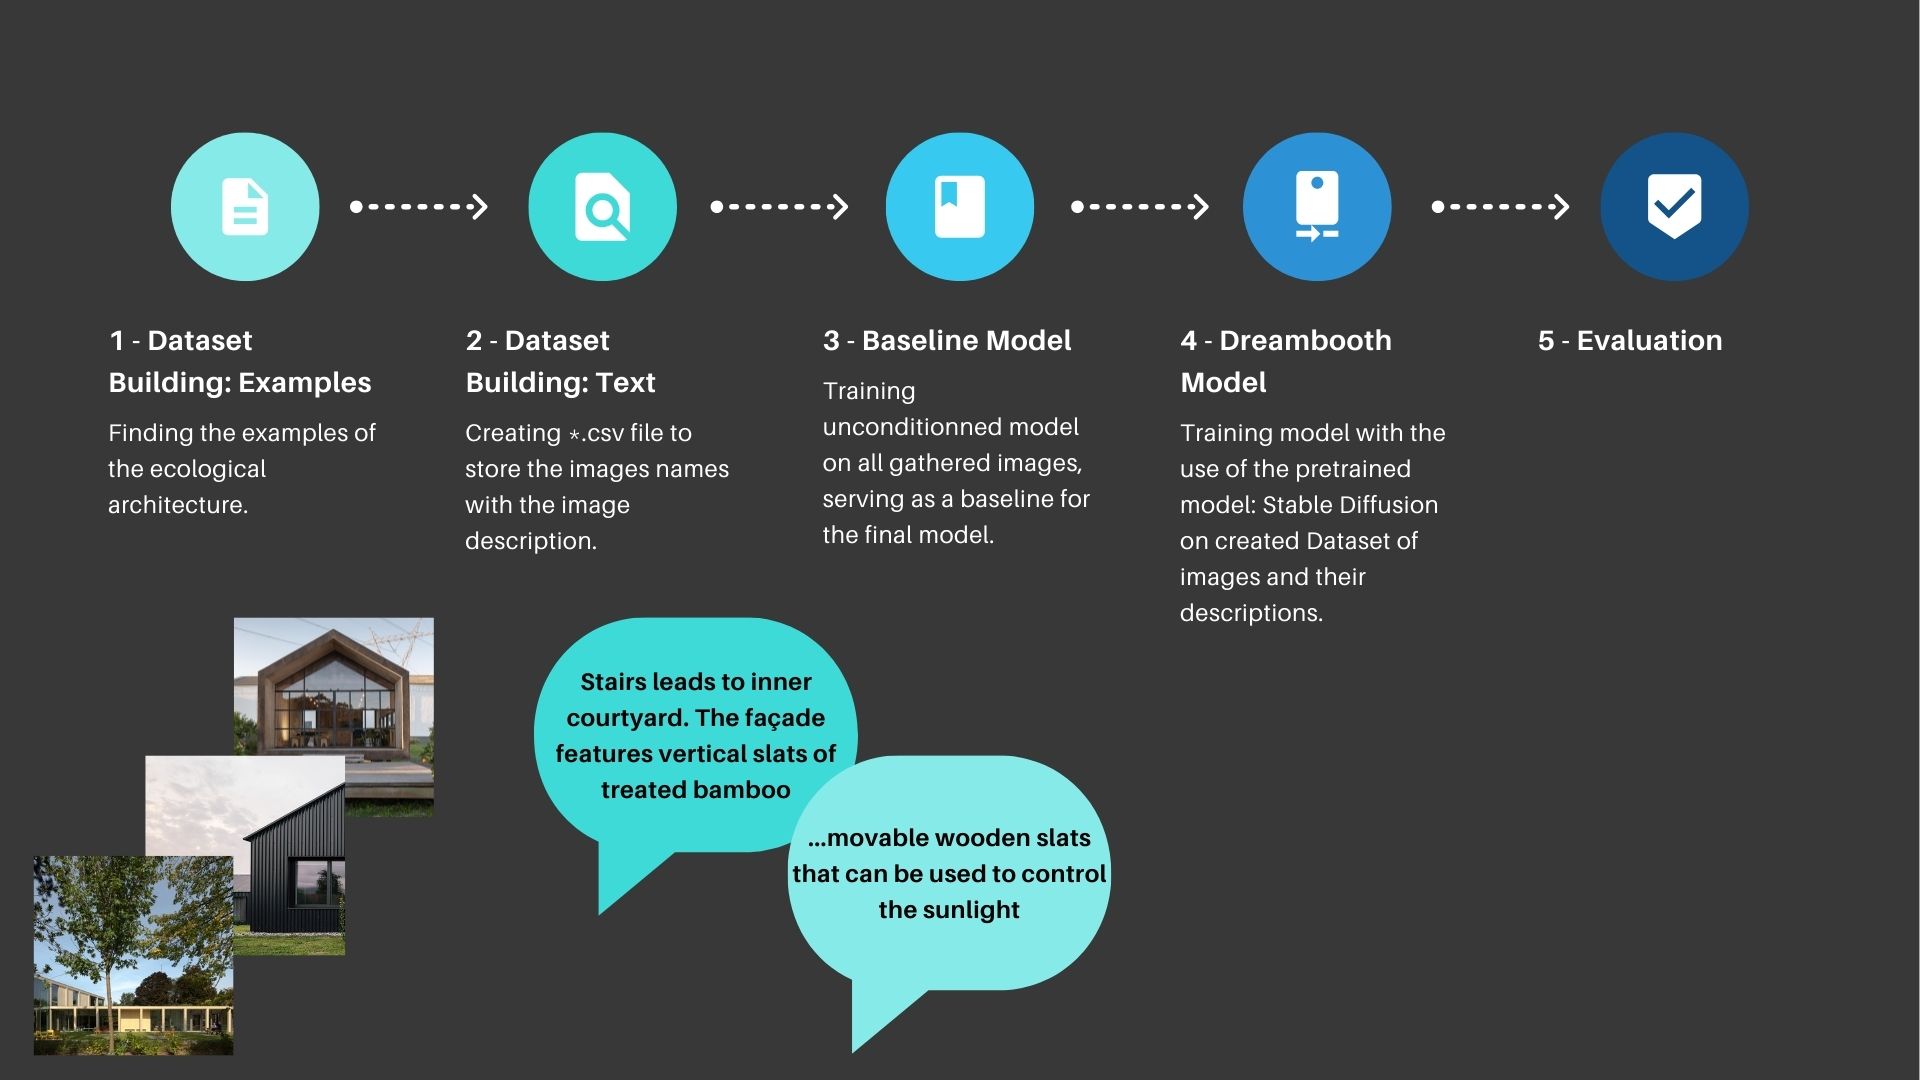 1 - Dataset
Building: Examples
Finding the examples of
the ecological
architecture.
2 - Dataset
Building: Text
Creating *.csv file to
store the images names
with the image
description.
3 - Baseline Model
Training
unconditionned model
on all gathered images,
serving as a baseline for
the final model.
4 - Dreambooth
Model
Training model with the
use of the pretrained
model: Stable Diffusion
on created Dataset of
images and their
descriptions.
5 - Evaluation
Stairs leads to inner
courtyard. The façade
features vertical slats of
treated bamboo
...movable wooden slats
that can be used to control
the sunlight